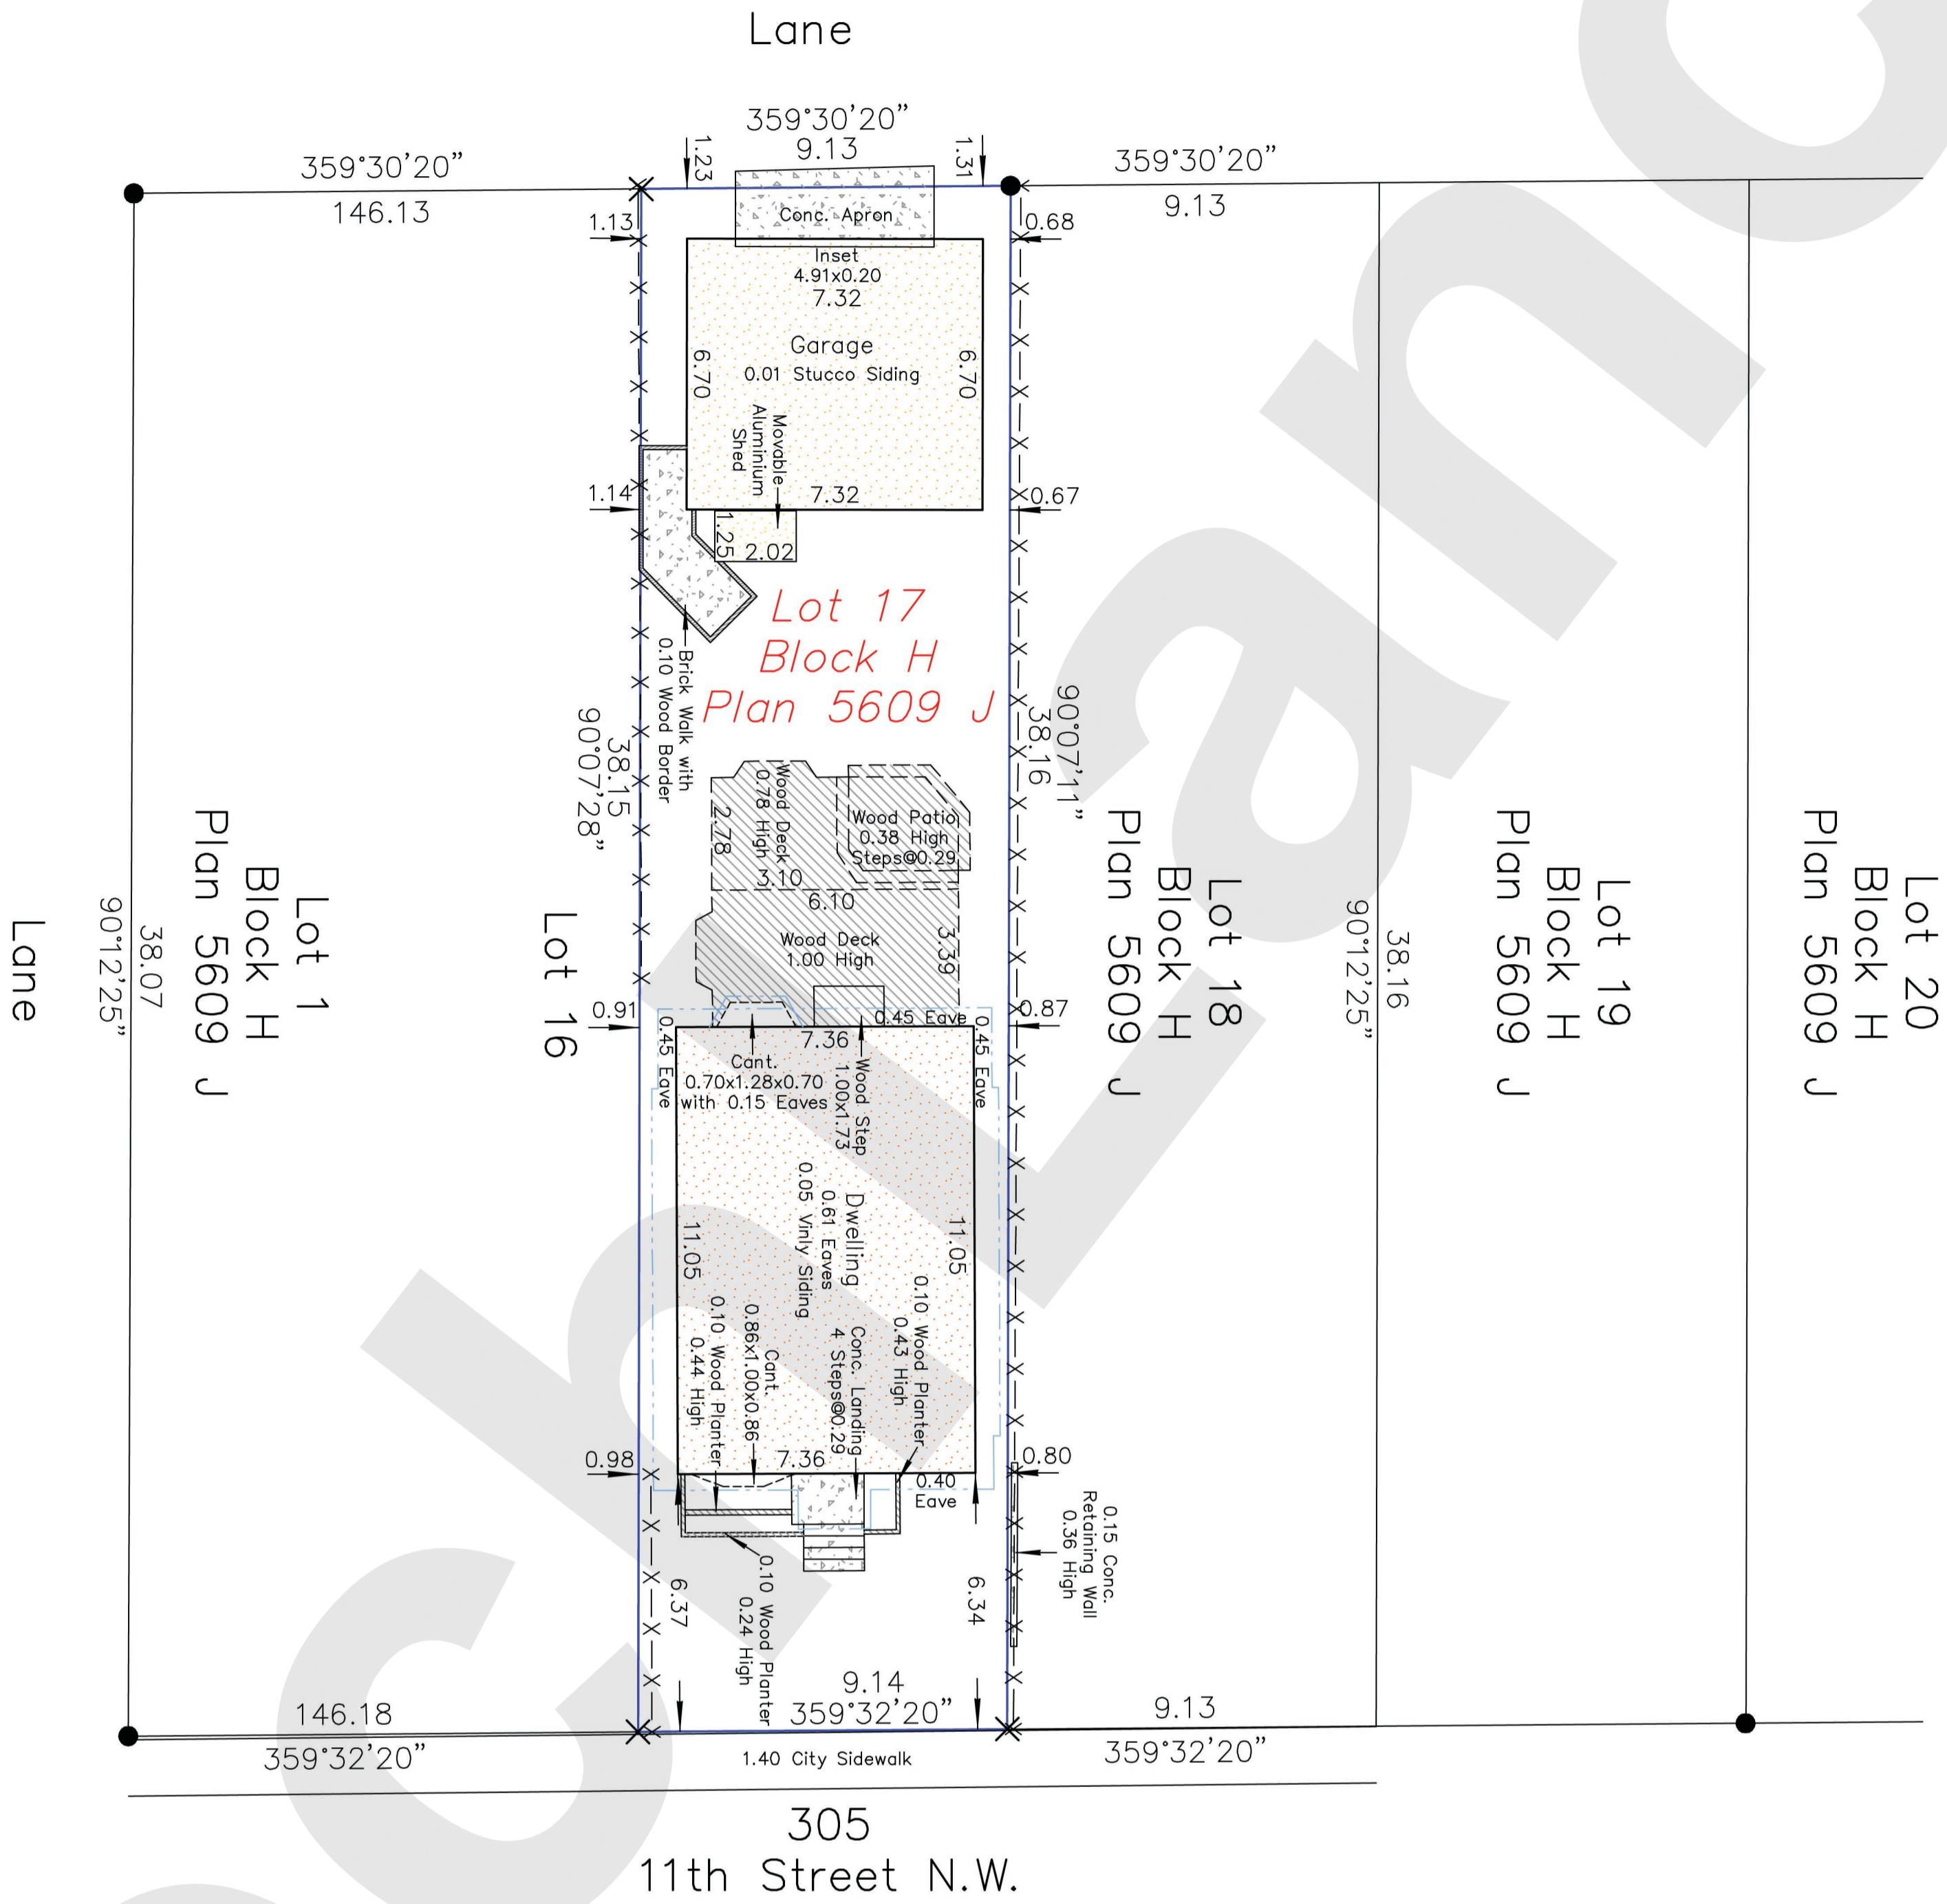 Lane
359°30'20"
9.13
359°30'20"
146.13
359°30'20"
9.13
1.23
1.31
Conc. Apron
1.13
0.68
Inset
4.91x0.20
7.32
Garage
0.01 Stucco Siding
6.70
6.70
Movable
Aluminium
Shed
7.32
1.14
0.67
1.25
2.02
Lot 17
Block H
Plan 5609 J
Brick Walk with
0.10 Wood Border
38.15
90°07'28"
90°07'11"
38.16
Wood Deck
0.78 High
2.78
3.10
Wood Patio
0.38 High
Steps@0.29
6.10
Wood Deck
1.00 High
3.39
Lane
38.07
90°12'25"
Lot 1
Block H
Plan 5609 J
Lot 16
Lot 18
Block H
Plan 5609 J
38.16
90°12'25"
Lot 19
Block H
Plan 5609 J
Lot 20
Block H
Plan 5609 J
0.91
0.87
0.45 Eave
0.45 Eave
0.45 Eave
7.36
Cant.
0.70x1.28x0.70
with 0.15 Eaves
Wood Step
1.00x1.73
Dwelling
0.61 Eaves
0.05 Vinly Siding
11.05
11.05
0.10 Wood Planter
0.43 High
Conc. Landing
4 Steps@0.29
Cant.
0.86x1.00x0.86
0.10 Wood Planter
0.44 High
7.36
0.98
0.80
0.40
Eave
0.15 Conc.
Retaining Wall
0.36 High
0.10 Wood Planter
0.24 High
6.37
6.34
9.14
359°32'20"
146.18
359°32'20"
9.13
359°32'20"
1.40 City Sidewalk
305
11th Street N.W.